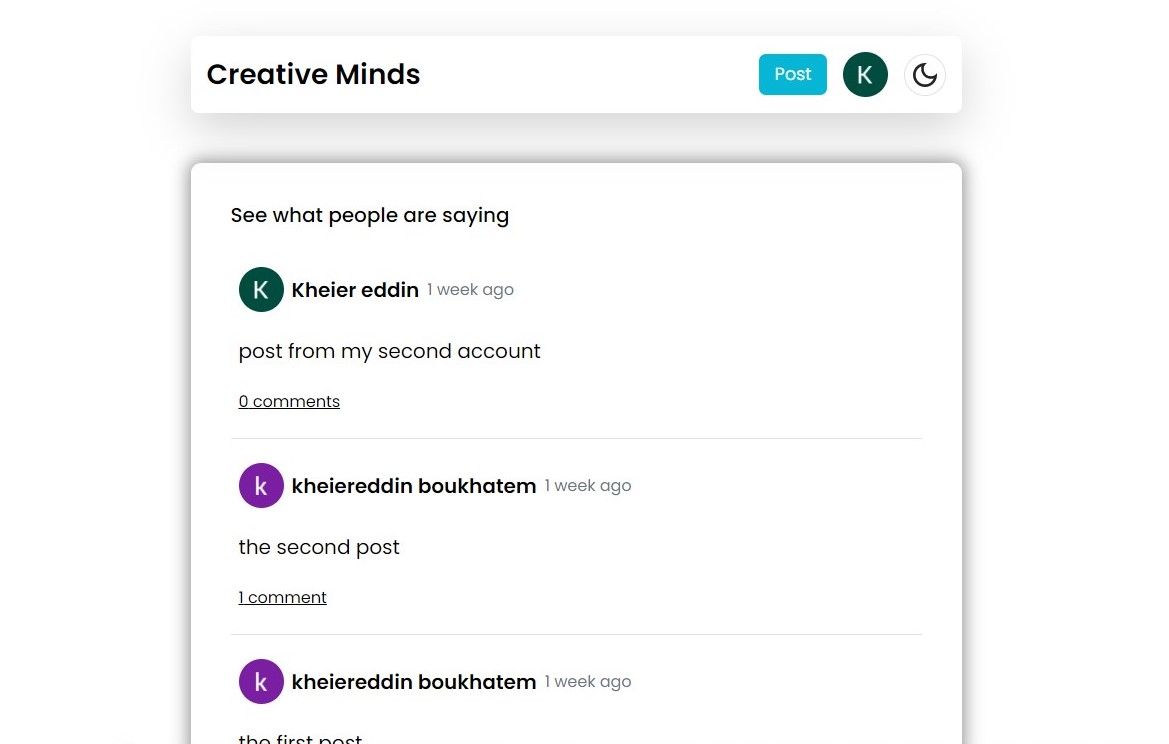 Creative Minds
Post
K
See what people are saying
K Kheier eddin 1 week ago
post from my second account
0 comments
k kheiereddin boukhatem 1 week ago
the second post
1 comment
k kheiereddin boukhatem 1 week ago
the first post